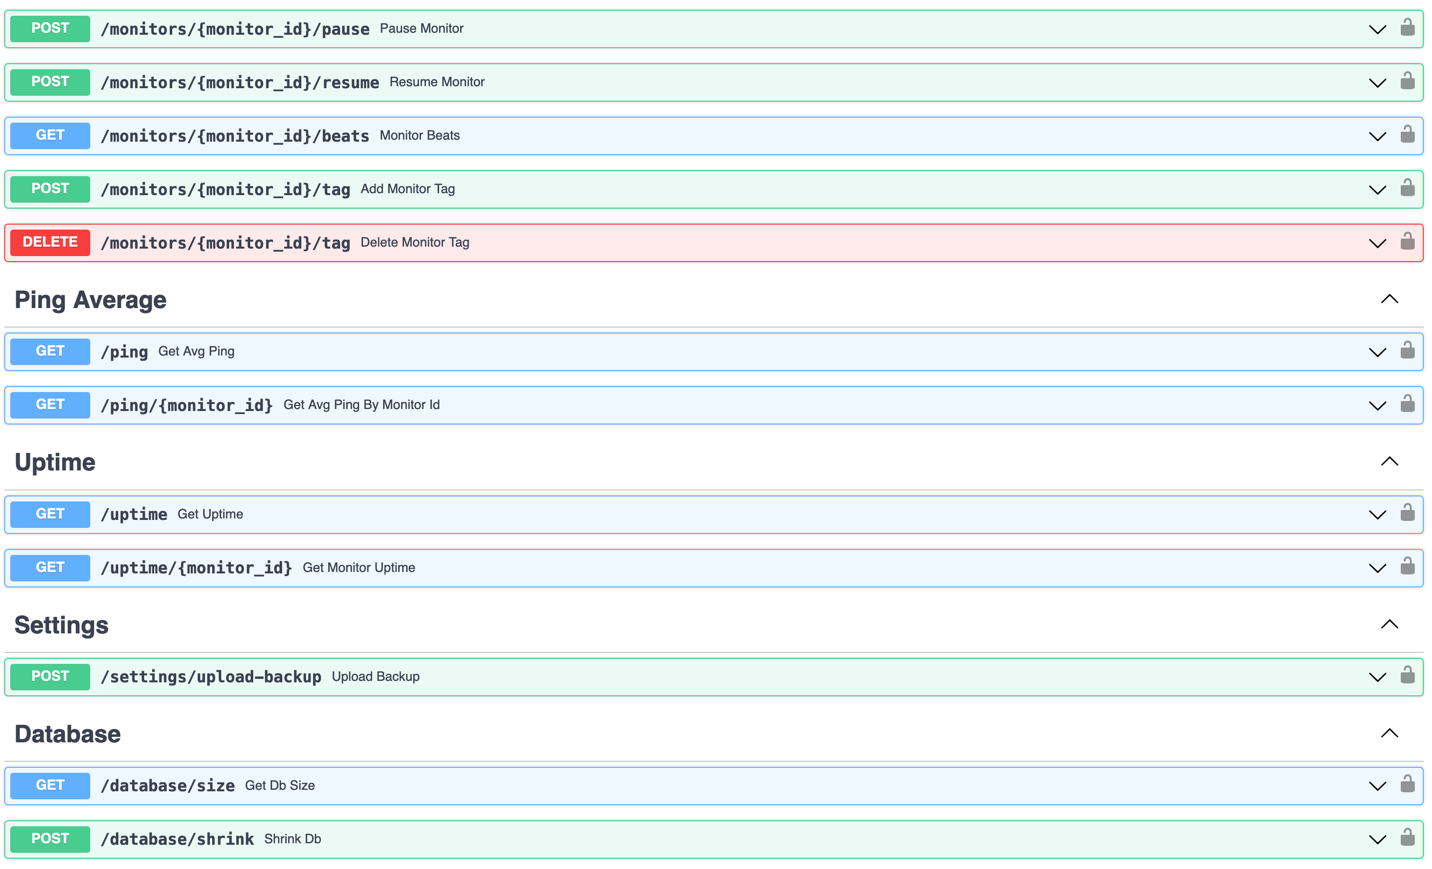 POST /monitors/{monitor_id}/pause Pause Monitor
POST /monitors/{monitor_id}/resume Resume Monitor
GET /monitors/{monitor_id}/beats Monitor Beats
POST /monitors/{monitor_id}/tag Add Monitor Tag
DELETE /monitors/{monitor_id}/tag Delete Monitor Tag
Ping Average
GET /ping Get Avg Ping
GET /ping/{monitor_id} Get Avg Ping By Monitor Id
Uptime
GET /uptime Get Uptime
GET /uptime/{monitor_id} Get Monitor Uptime
Settings
POST /settings/upload-backup Upload Backup
Database
GET /database/size Get Db Size
POST /database/shrink Shrink Db